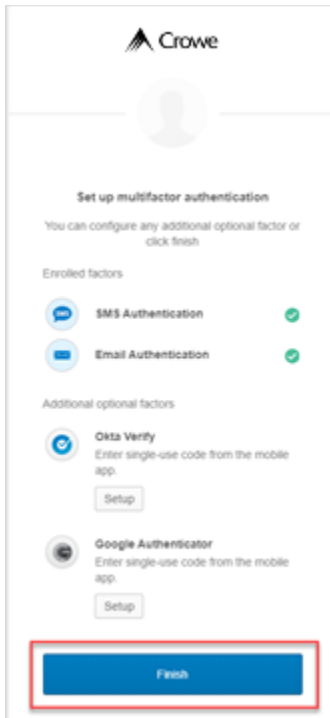 Crowe
Set up multifactor authentication
You can configure any additional optional factor or
click finish
Enrolled factors
SMS
SMS Authentication
Email Authentication
Additional optional factors
Okta Verify
Enter single-use code from the mobile
app.
Setup
Google Authenticator
Enter single-use code from the mobile
app.
Setup
Finish